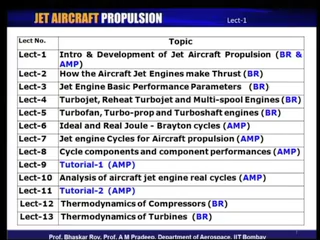 JET AIRCRAFT PROPULSION
Lect-1
Lect No. Topic
Lect-1 Intro & Development of Jet Aircraft Propulsion (BR &
AMP)
Lect-2 How the Aircraft Jet Engines make Thrust (BR)
Lect-3 Jet Engine Basic Performance Parameters (BR)
Lect-4 Turbojet, Reheat Turbojet and Multi-spool Engines (BR)
Lect-5 Turbofan, Turbo-prop and Turboshaft engines (BR)
Lect-6 Ideal and Real Joule - Brayton cycles (AMP)
Lect-7 Jet engine Cycles for Aircraft propulsion (AMP)
Lect-8 Cycle components and component performances (AMP)
Lect-9 Tutorial-1 (AMP)
Lect-10 Analysis of aircraft jet engine real cycles (AMP)
Lect-11 Tutorial-2 (AMP)
Lect-12 Thermodynamics of Compressors (BR)
Lect-13 Thermodynamics of Turbines (BR)
Prof. Bhaskar Roy, Prof. A M Pradeep, Department of Aerospace, IIT Bombay